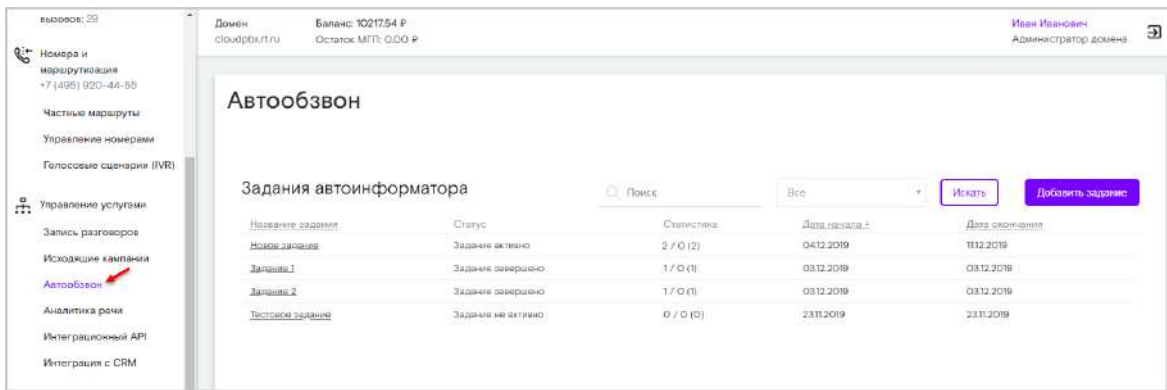 вызовов: 29
Номера и
маршрутизация
+7 (495) 920-44-55
Частные маршруты
Управление номерами
Голосовые сценарии (IVR)
Управление услугами
Запись разговоров
Исходящие кампании
Автообзвон
Аналитика речи
Интеграционный API
Интеграция с CRM
Домен Баланс: 10217.54 ₽ Иван Иванович
cloudpbx.rt.ru Остаток МГП: 0.00 ₽ Администратор домена
Автообзвон
Задания автоинформатора Поиск Все Искать Добавить задание
Название задания Статус Статистика Дата начала Дата окончания
Новое задание Задание активно 2 / 0 (2) 04.12.2019 11.12.2019
Задание 1 Задание завершено 1 / 0 (1) 03.12.2019 03.12.2019
Задание 2 Задание завершено 1 / 0 (1) 03.12.2019 03.12.2019
Тестовое задание Задание не активно 0 / 0 (0) 23.11.2019 23.11.2019